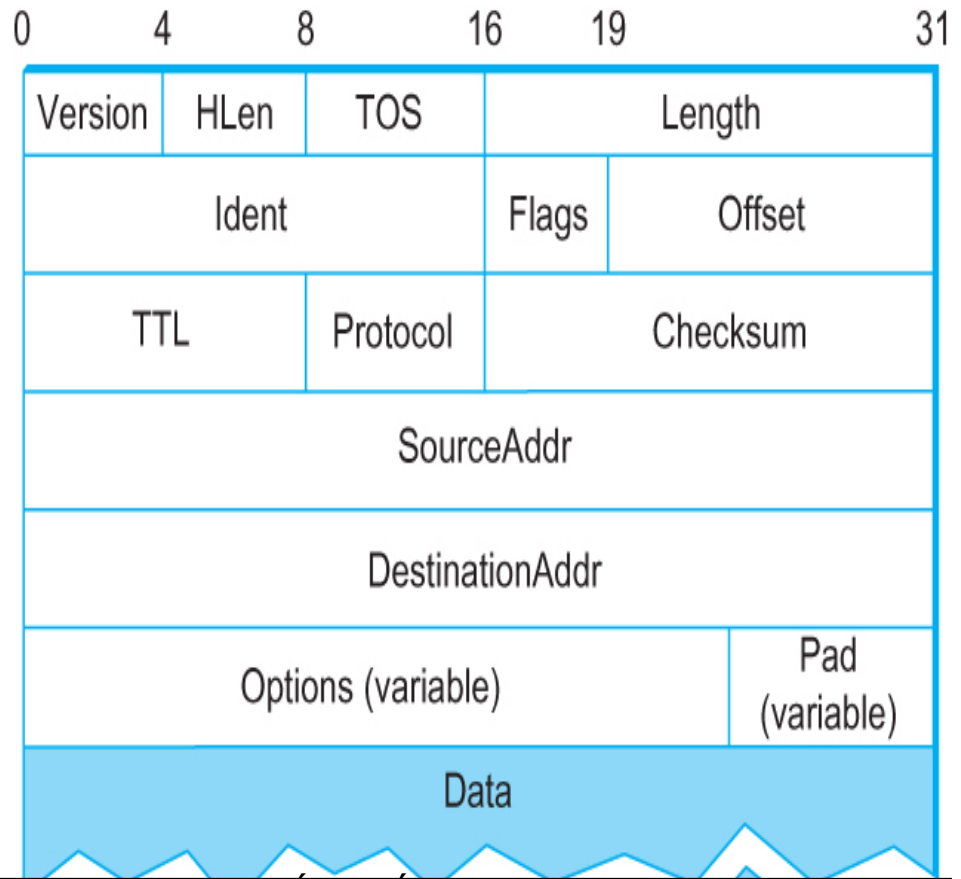 0 4 8 16 19 31
Version HLen TOS Length
Ident Flags Offset
TTL Protocol Checksum
SourceAddr
DestinationAddr
Options (variable) Pad
(variable)
Data